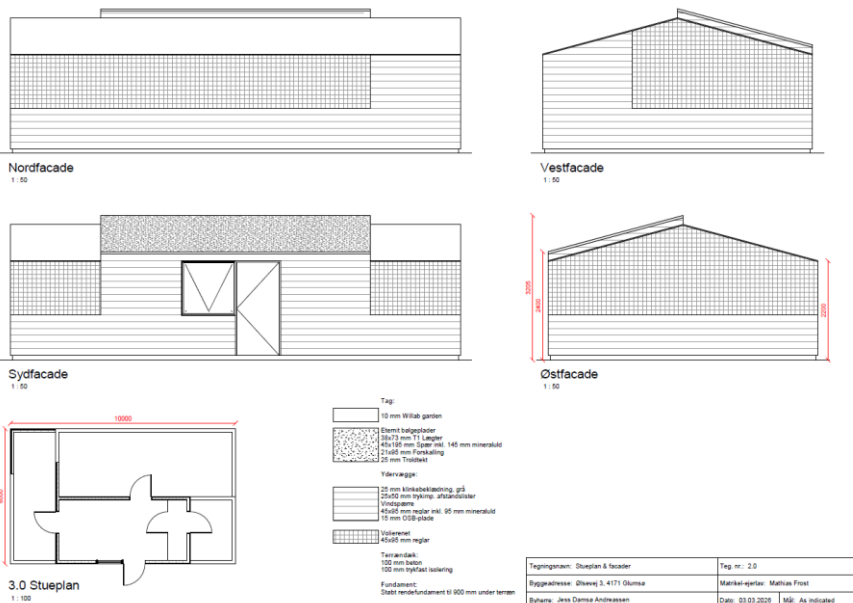 Nordfacade
1 : 50
Vestfacade
1 : 50
Sydfacade
1 : 50
3205
2400
2200
Østfacade
1 : 50
10000
6000
3.0 Stueplan
1 : 100
Tag:
10 mm Willab garden
Eternit bølgeplader
38x73 mm T1 Lægter
45x195 mm Spær inkl. 145 mm mineraluld
21x95 mm Forskalling
25 mm Troldtekt
Ydervægge:
25 mm klinkebeklædning, grå
25x50 mm trykimp. afstandslister
Vindspærre
45x95 mm reglar inkl. 95 mm mineraluld
15 mm OSB-plade
Volierenet
45x95 mm reglar
Terrændæk:
100 mm beton
100 mm trykfast isolering
Fundament:
Støbt rendefundament til 900 mm under terræn
Tegningsnavn: Stueplan & facader
Teg. nr.: 2.0
Byggeadresse: Ølsevej 3, 4171 Glumsø
Matrikel-ejerlav: Mathias Frost
Bygherre: Jess Damsø Andreassen
Dato: 03.03.2026
Mål: As indicated